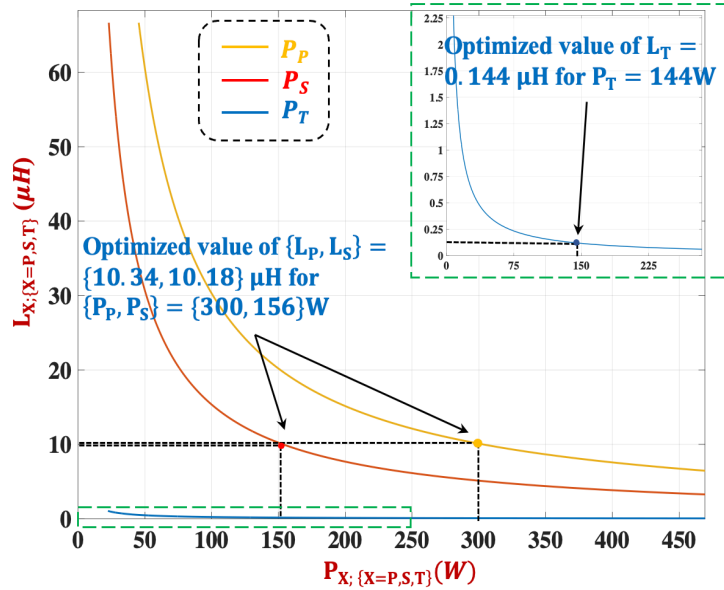 60
50
40
30
20
10
0
L_{X;{X=P,S,T}} (μH)
P_P
P_S
P_T
Optimized value of {L_P, L_S} =
{10.34, 10.18} μH for
{P_P, P_S} = {300, 156}W
0 50 100 150 200 250 300 350 400 450
P_{X; {X=P,S,T}}(W)
2.25
2
1.75
1.5
1.25
1
0.75
0.5
0.25
0
Optimized value of L_T =
0.144 μH for P_T = 144W
0 75 150 225